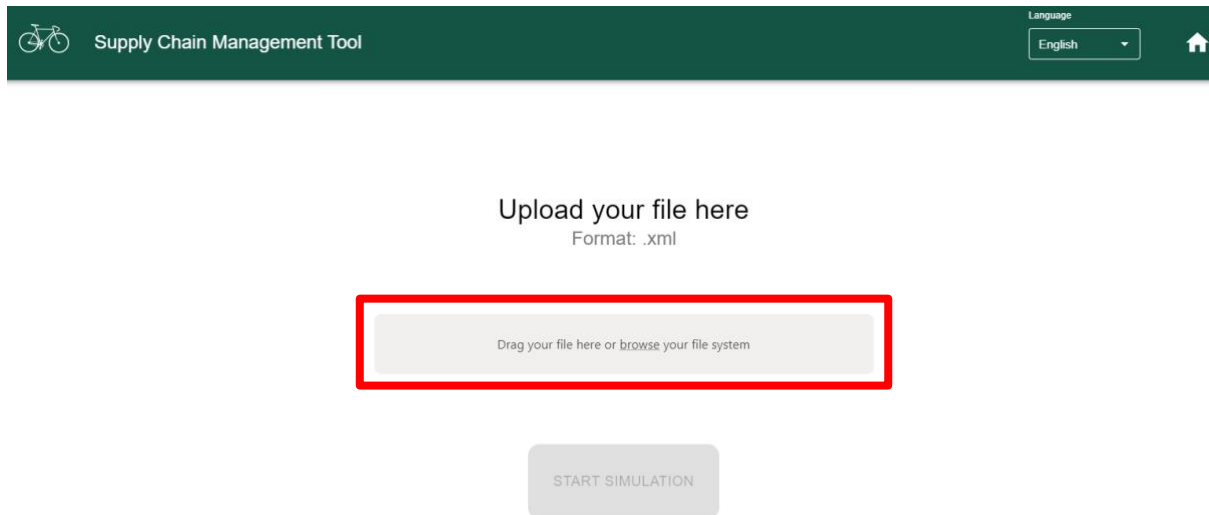 Language
Supply Chain Management Tool
English
Upload your file here
Format: .xml
Drag your file here or browse your file system
START SIMULATION